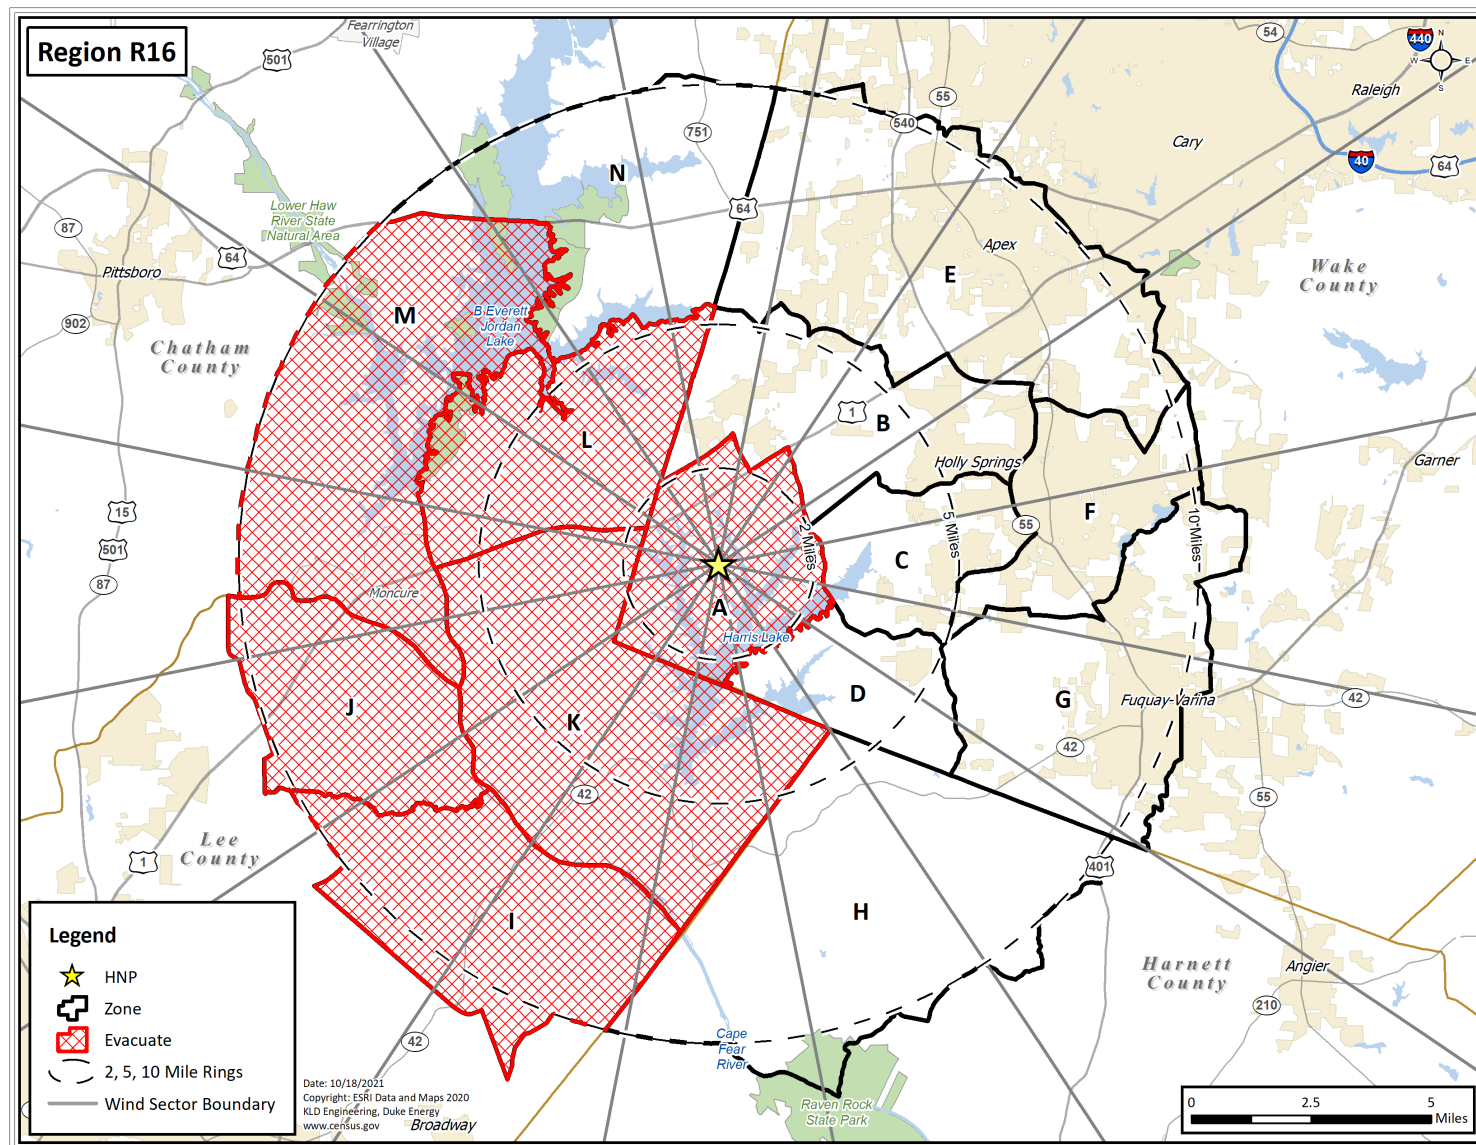 Region R16
Fearrington
Village
501
54
440
N
W
E
S
Raleigh
55
540
751
Cary
40
64
N
87
Lower Haw
River State
Natural Area
64
64
Pittsboro
Apex
E
Wake
County
902
M
B Everett
Jordan
Lake
Chatham
County
1
B
L
Holly Springs
Garner
15
501
55
F
5 Miles
10 Miles
2 Miles
C
87
Moncure
A
Harris Lake
D
G
Fuquay-Varina
42
J
K
42
42
55
Lee
County
1
401
H
I
Legend
HNP
Zone
Evacuate
2, 5, 10 Mile Rings
Wind Sector Boundary
Harnett
County
Angier
210
42
Cape
Fear
River
Date: 10/18/2021
Copyright: ESRI Data and Maps 2020
KLD Engineering, Duke Energy
www.census.gov
Broadway
Raven Rock
State Park
0
2.5
5
Miles